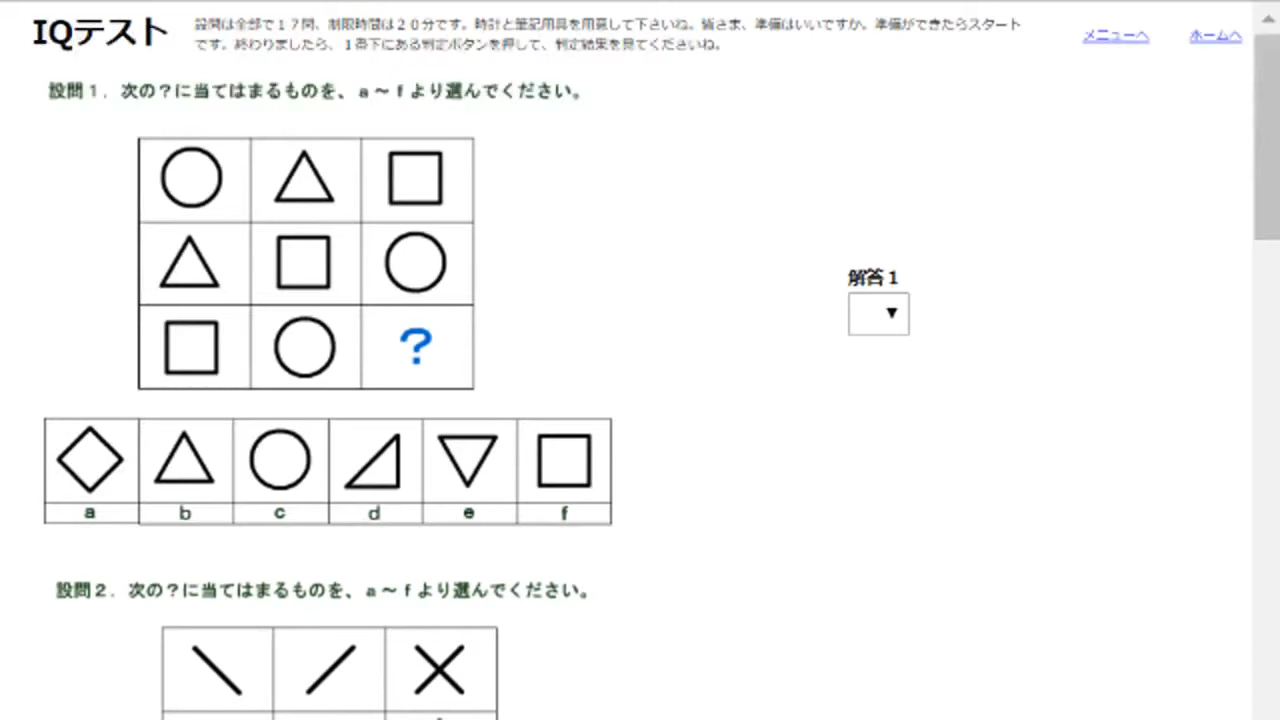 IQテスト
設問は全部で１７問、制限時間は２０分です。時計と筆記用具を用意して下さいね。皆さま、準備はいいですか。準備ができたらスタート
です。終わりましたら、１番下にある判定ボタンを押して、判定結果を見てくださいね。
メニューへ ホームへ
設問１．次の？に当てはまるものを、ａ～ｆより選んでください。
解答１
▼
？
a b c d e f
設問２．次の？に当てはまるものを、ａ～ｆより選んでください。